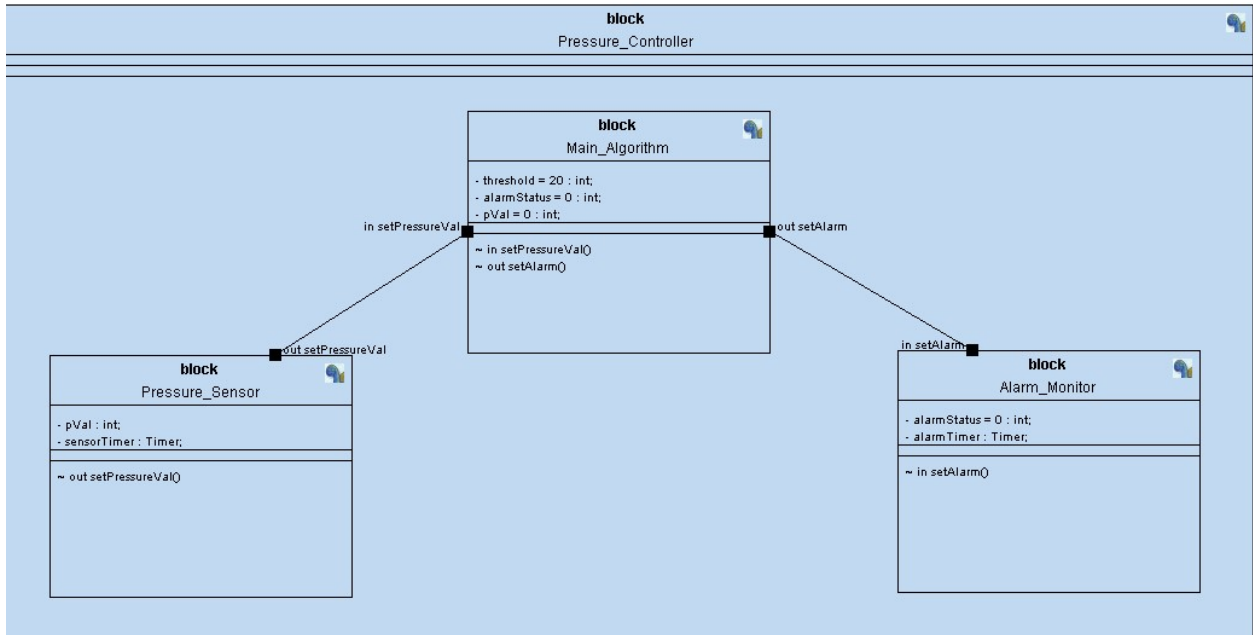 block
Pressure_Controller
block
Main_Algorithm
- threshold = 20 : int;
- alarmStatus = 0 : int;
- pVal = 0 : int;
in setPressureVal
out setAlarm
~ in setPressureVal()
~ out setAlarm()
out setPressureVal
block
Pressure_Sensor
- pVal : int;
- sensorTimer : Timer;
~ out setPressureVal()
in setAlarm
block
Alarm_Monitor
- alarmStatus = 0 : int;
- alarmTimer : Timer;
~ in setAlarm()